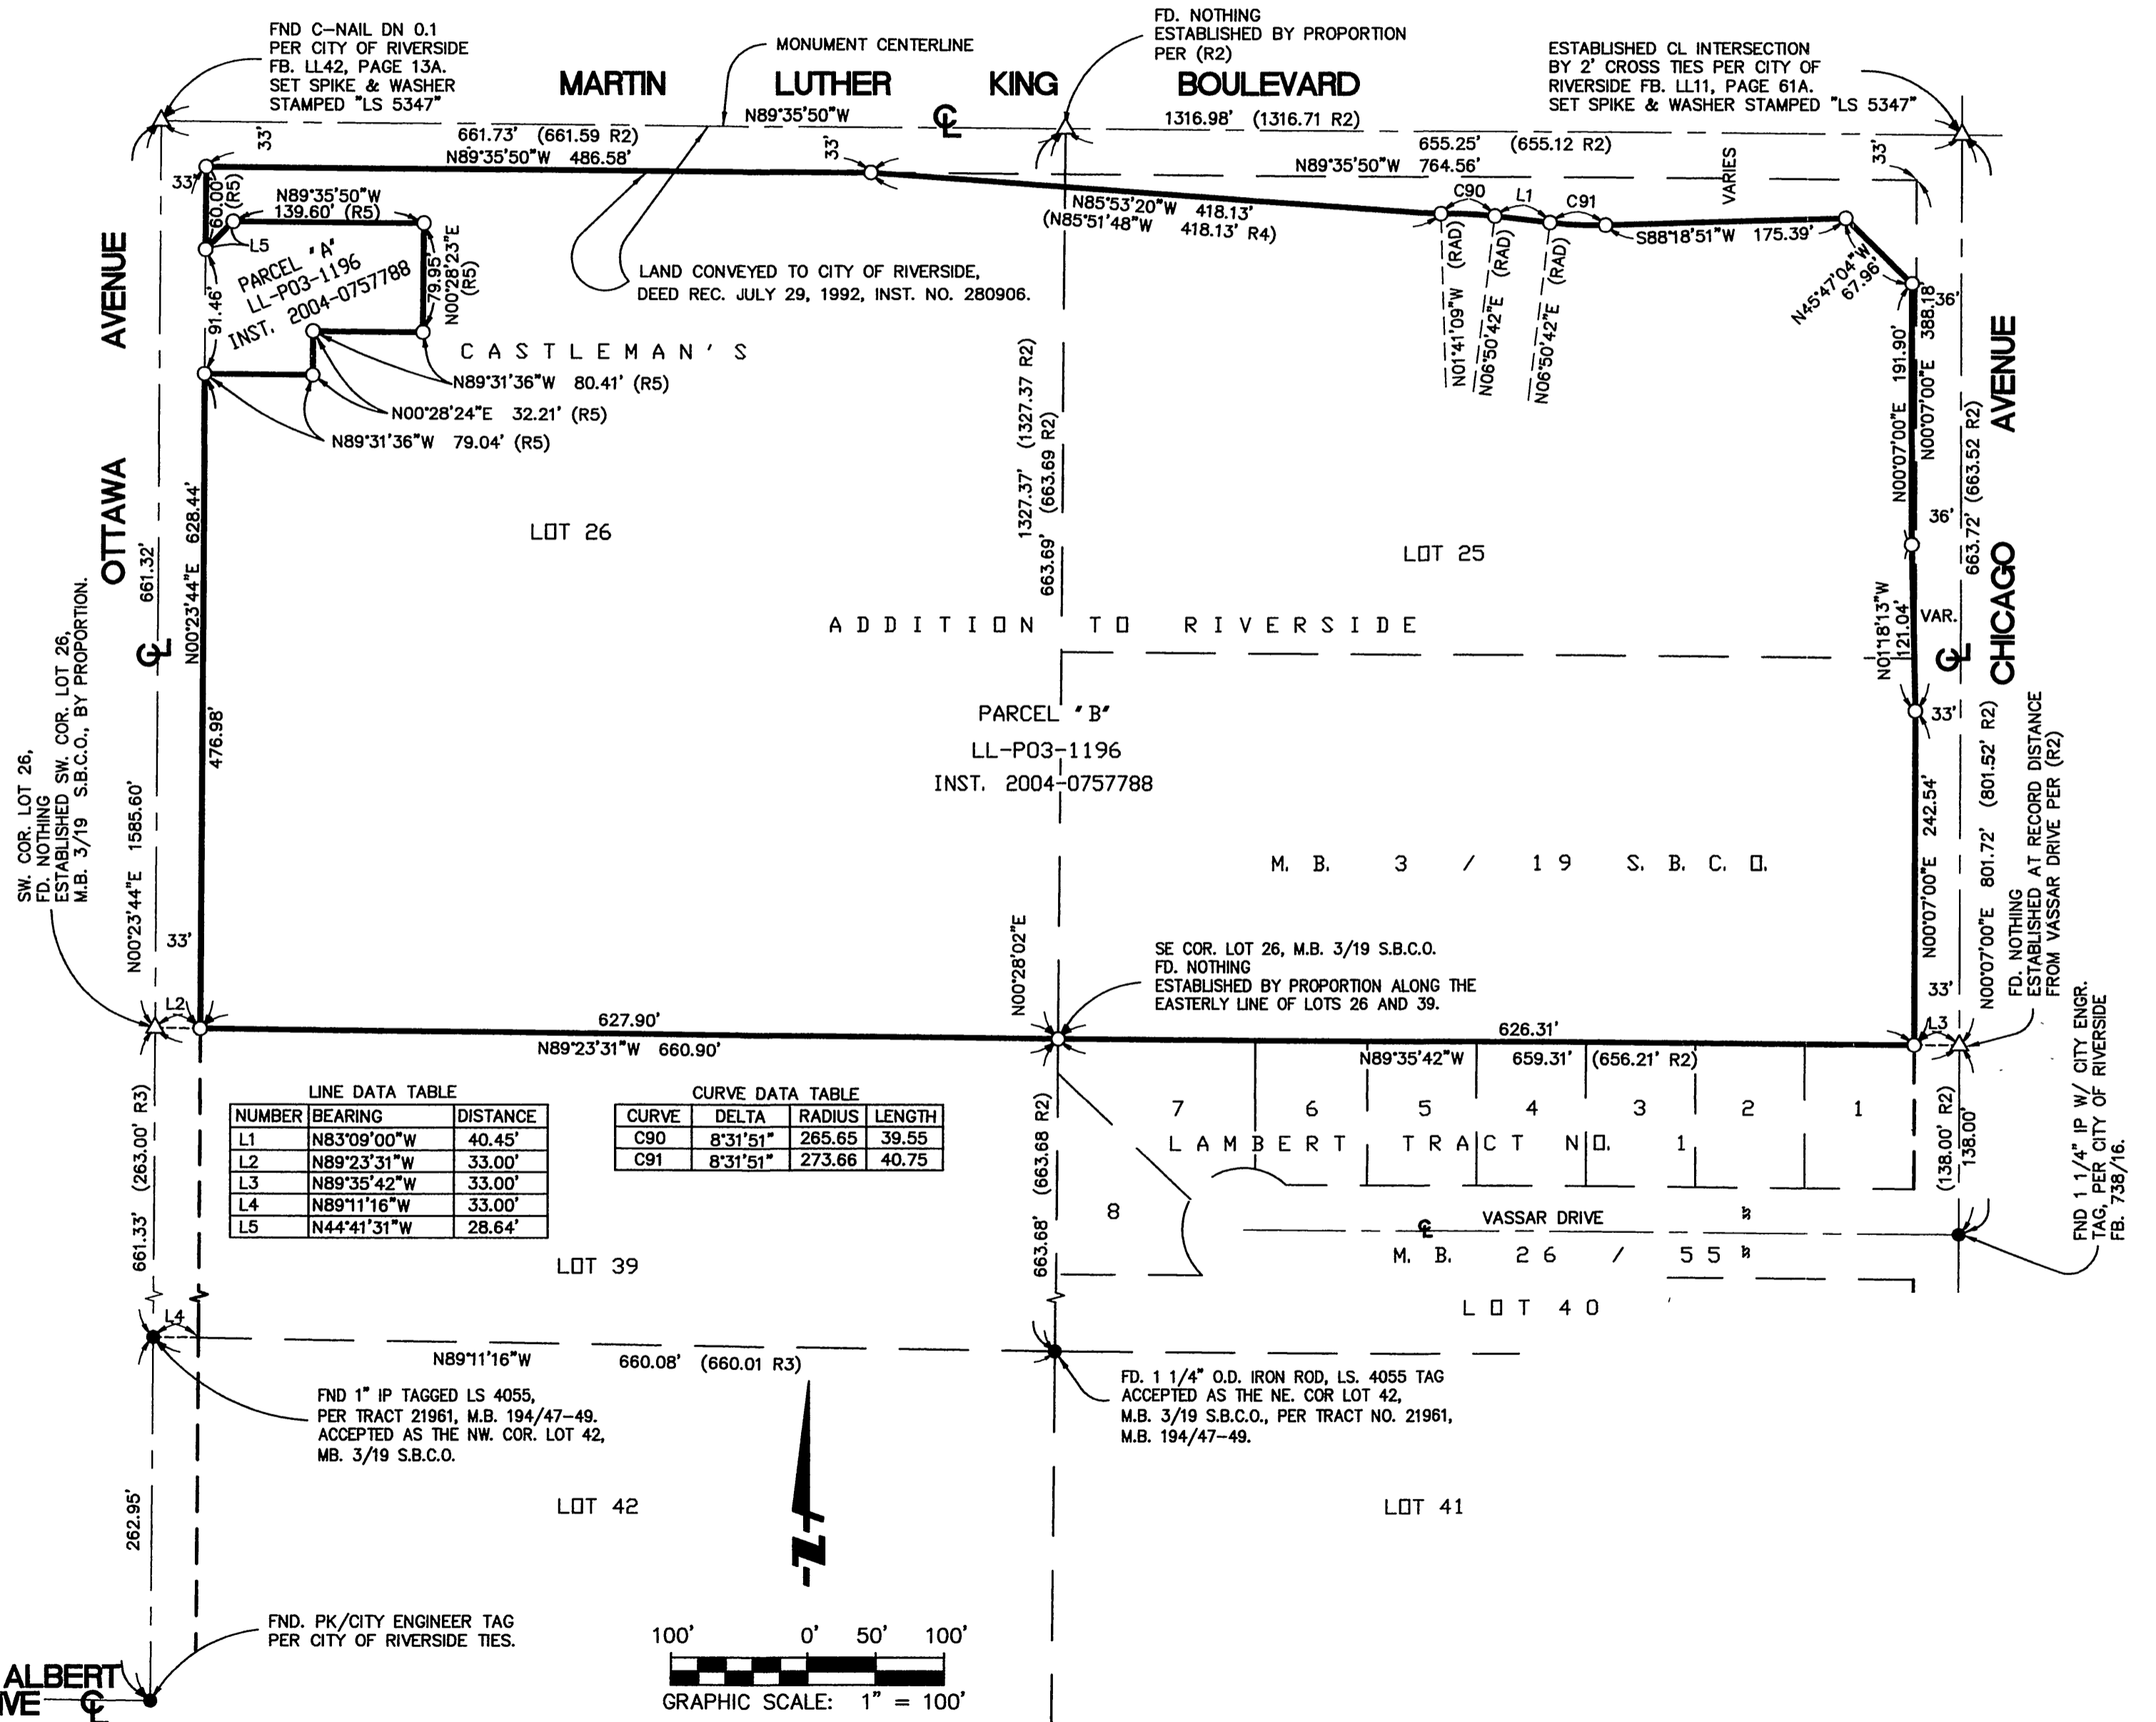 FND C-NAIL DN 0.1
PER CITY OF RIVERSIDE
FB. LL42, PAGE 13A.
SET SPIKE & WASHER
STAMPED "LS 5347"
MONUMENT CENTERLINE
FD. NOTHING
ESTABLISHED BY PROPORTION
PER (R2)
ESTABLISHED CL INTERSECTION
BY 2' CROSS TIES PER CITY OF
RIVERSIDE FB. LL11, PAGE 61A.
SET SPIKE & WASHER STAMPED "LS 5347"
MARTIN LUTHER KING BOULEVARD
N89°35'50"W
CL
1316.98' (1316.71 R2)
33'
661.73' (661.59 R2)
33'
655.25' (655.12 R2)
33'
N89°35'50"W 486.58'
N89°35'50"W 764.56'
VARIES
33'
60.00'
(R5)
N89°35'50"W
139.60' (R5)
L5
N85°53'20"W 418.13'
(N85°51'48"W 418.13' R4)
C90
L1
C91
S88°18'51"W 175.39'
N45°47'04"W
67.96'
N01°41'09"W (RAD)
N06°50'42"E (RAD)
N06°50'42"E (RAD)
PARCEL "A"
LL-P03-1196
INST. 2004-0757788
91.46'
79.95'
N00°28'23"E
(R5)
LAND CONVEYED TO CITY OF RIVERSIDE,
DEED REC. JULY 29, 1992, INST. NO. 280906.
CASTLEMAN'S
N89°31'36"W 80.41' (R5)
N00°28'24"E 32.21' (R5)
N89°31'36"W 79.04' (R5)
OTTAWA AVENUE
661.32'
CL
N00°23'44"E 628.44'
476.98'
N00°23'44"E 1585.60'
33'
SW. COR. LOT 26,
FD. NOTHING
ESTABLISHED SW. COR. LOT 26,
M.B. 3/19 S.B.C.O., BY PROPORTION.
LOT 26
1327.37' (1327.37 R2)
663.69' (663.69 R2)
LOT 25
36'
388.18
191.90'
N00°07'00"E
N00°07'00"E
36'
663.72' (663.52 R2)
CHICAGO AVENUE
N01°18'13"W
121.04'
VAR.
CL
33'
ADDITION TO RIVERSIDE
PARCEL "B"
LL-P03-1196
INST. 2004-0757788
M. B. 3 / 19 S. B. C. O.
N00°07'00"E 242.54'
33'
N00°07'00"E 801.72' (801.52' R2)
FD. NOTHING
ESTABLISHED AT RECORD DISTANCE
FROM VASSAR DRIVE PER (R2)
N00°28'02"E
SE COR. LOT 26, M.B. 3/19 S.B.C.O.
FD. NOTHING
ESTABLISHED BY PROPORTION ALONG THE
EASTERLY LINE OF LOTS 26 AND 39.
L2
627.90'
N89°23'31"W 660.90'
626.31'
N89°35'42"W 659.31' (656.21' R2)
L3
LINE DATA TABLE
NUMBER BEARING DISTANCE
L1 N83°09'00"W 40.45'
L2 N89°23'31"W 33.00'
L3 N89°35'42"W 33.00'
L4 N89°11'16"W 33.00'
L5 N44°41'31"W 28.64'
CURVE DATA TABLE
CURVE DELTA RADIUS LENGTH
C90 8°31'51" 265.65 39.55
C91 8°31'51" 273.66 40.75
7 6 5 4 3 2 1
LAMBERT TRACT NO. 1
8
VASSAR DRIVE
CL
M. B. 26 / 55
(138.00' R2)
138.00'
FND 1 1/4" IP W/ CITY ENGR.
TAG, PER CITY OF RIVERSIDE
FB. 738/16.
661.33' (263.00' R3)
663.68' (663.68 R2)
LOT 39
LOT 40
L4
N89°11'16"W 660.08' (660.01 R3)
FND 1" IP TAGGED LS 4055,
PER TRACT 21961, M.B. 194/47-49.
ACCEPTED AS THE NW. COR. LOT 42,
MB. 3/19 S.B.C.O.
FD. 1 1/4" O.D. IRON ROD, LS. 4055 TAG
ACCEPTED AS THE NE. COR LOT 42,
M.B. 3/19 S.B.C.O., PER TRACT NO. 21961,
M.B. 194/47-49.
262.95'
LOT 42
LOT 41
N
FND. PK/CITY ENGINEER TAG
PER CITY OF RIVERSIDE TIES.
ALBERT
CL
100' 0' 50' 100'
GRAPHIC SCALE: 1" = 100'